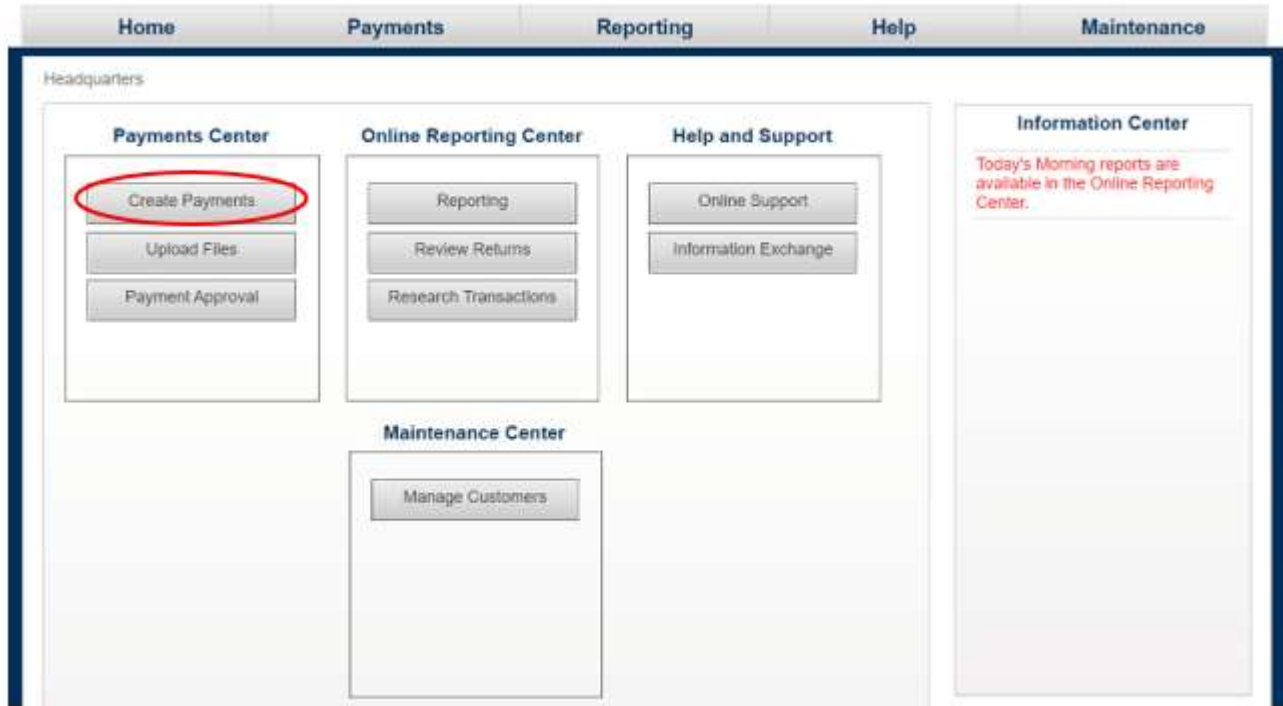 Home Payments Reporting Help Maintenance
Headquarters
Payments Center
Create Payments
Upload Files
Payment Approval
Online Reporting Center
Reporting
Review Returns
Research Transactions
Help and Support
Online Support
Information Exchange
Maintenance Center
Manage Customers
Information Center
Today's Morning reports are
available in the Online Reporting
Center.